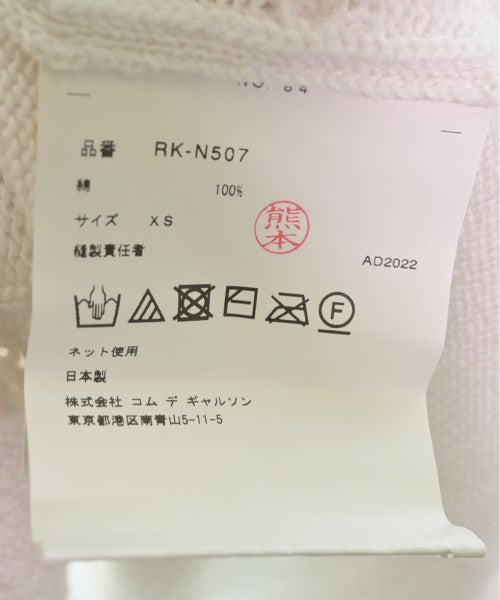 NO. 84
品番 RK-N507
綿 100%
サイズ XS
縫製責任者
熊本
AD2022
F
ネット使用
日本製
株式会社 コム デ ギャルソン
東京都港区南青山5-11-5